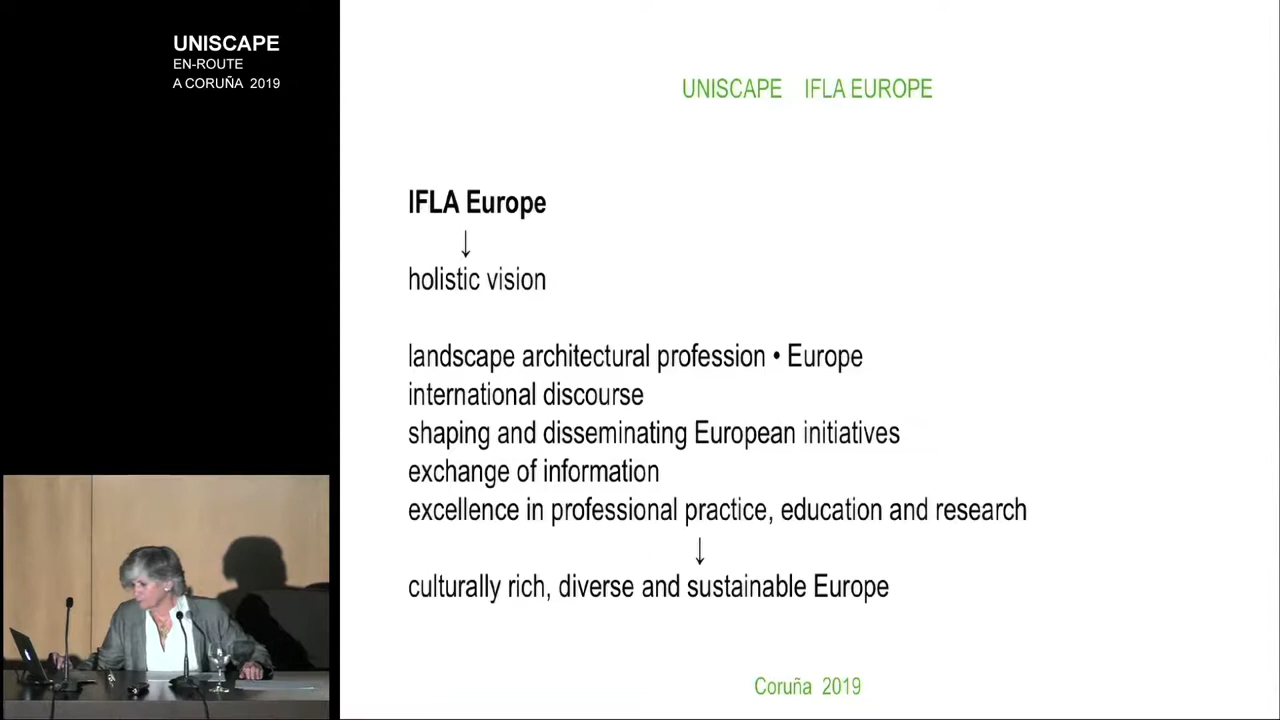 UNISCAPE
EN-ROUTE
A CORUÑA 2019
UNISCAPE IFLA EUROPE
IFLA Europe
↓
holistic vision
landscape architectural profession • Europe
international discourse
shaping and disseminating European initiatives
exchange of information
excellence in professional practice, education and research
↓
culturally rich, diverse and sustainable Europe
Coruña 2019